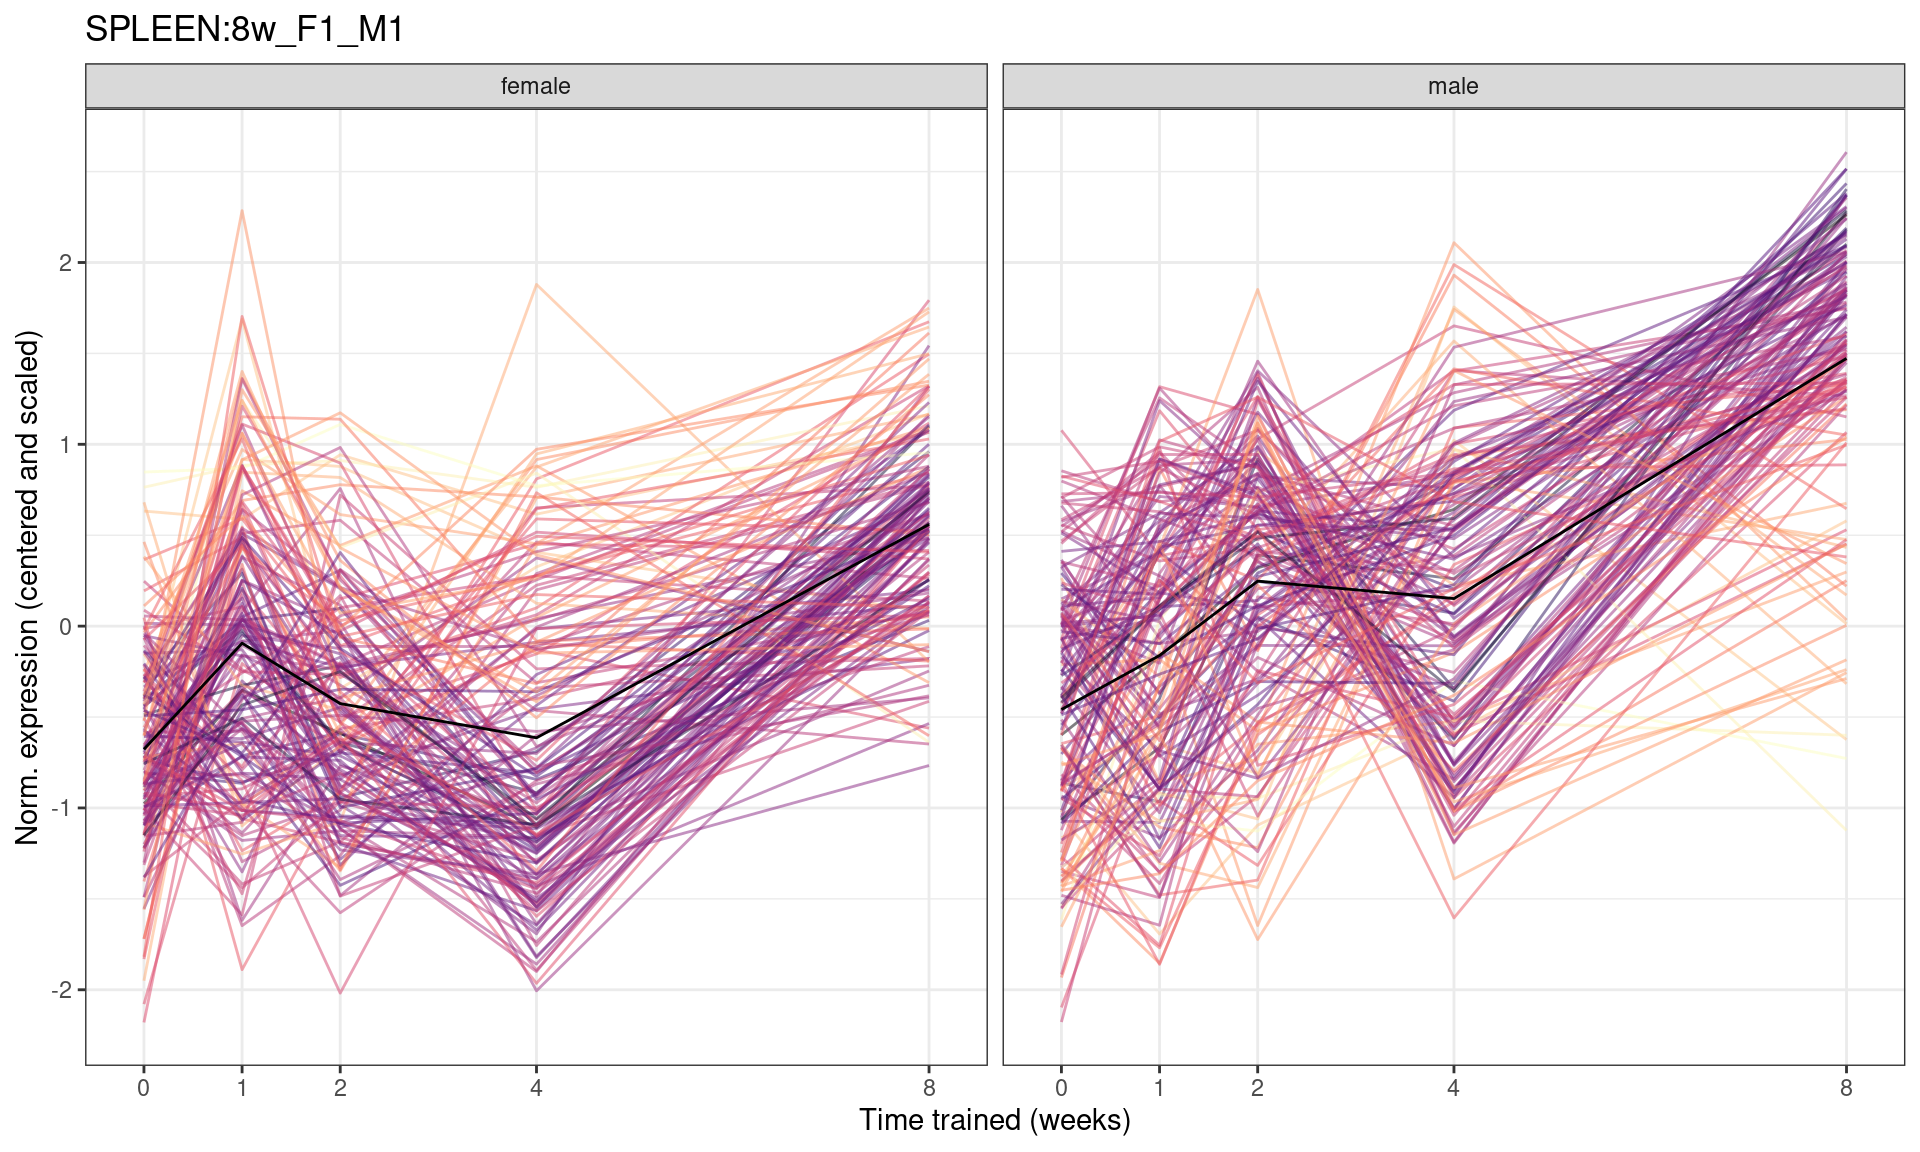 SPLEEN:8w_F1_M1
female
male
Norm. expression (centered and scaled)
2
1
0
-1
-2
0 1 2 4 8
0 1 2 4 8
Time trained (weeks)